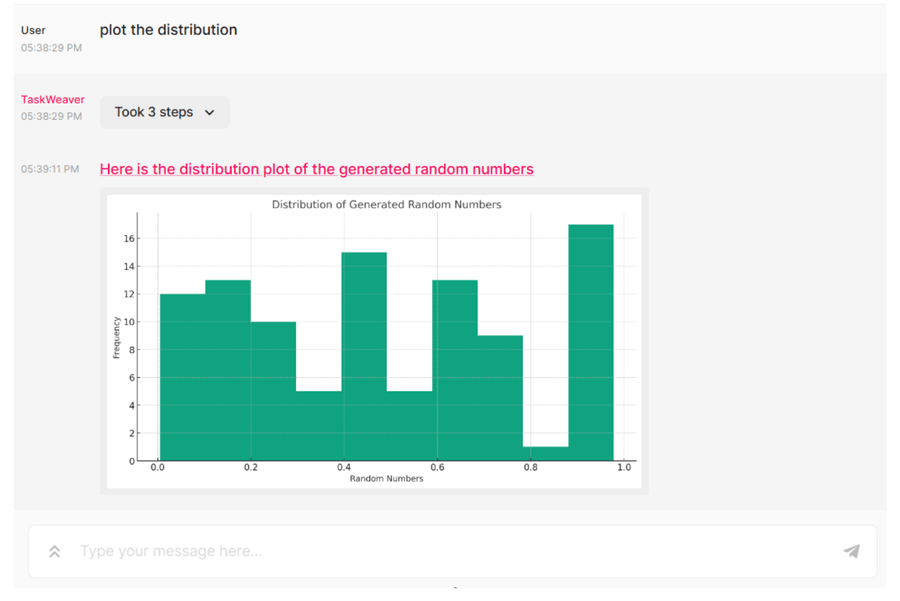 User
05:38:29 PM
plot the distribution
TaskWeaver
05:38:29 PM
Took 3 steps
05:39:11 PM
Here is the distribution plot of the generated random numbers
Distribution of Generated Random Numbers
16
14
12
10
8
6
4
2
0
Frequency
0.0 0.2 0.4 0.6 0.8 1.0
Random Numbers
Type your message here...